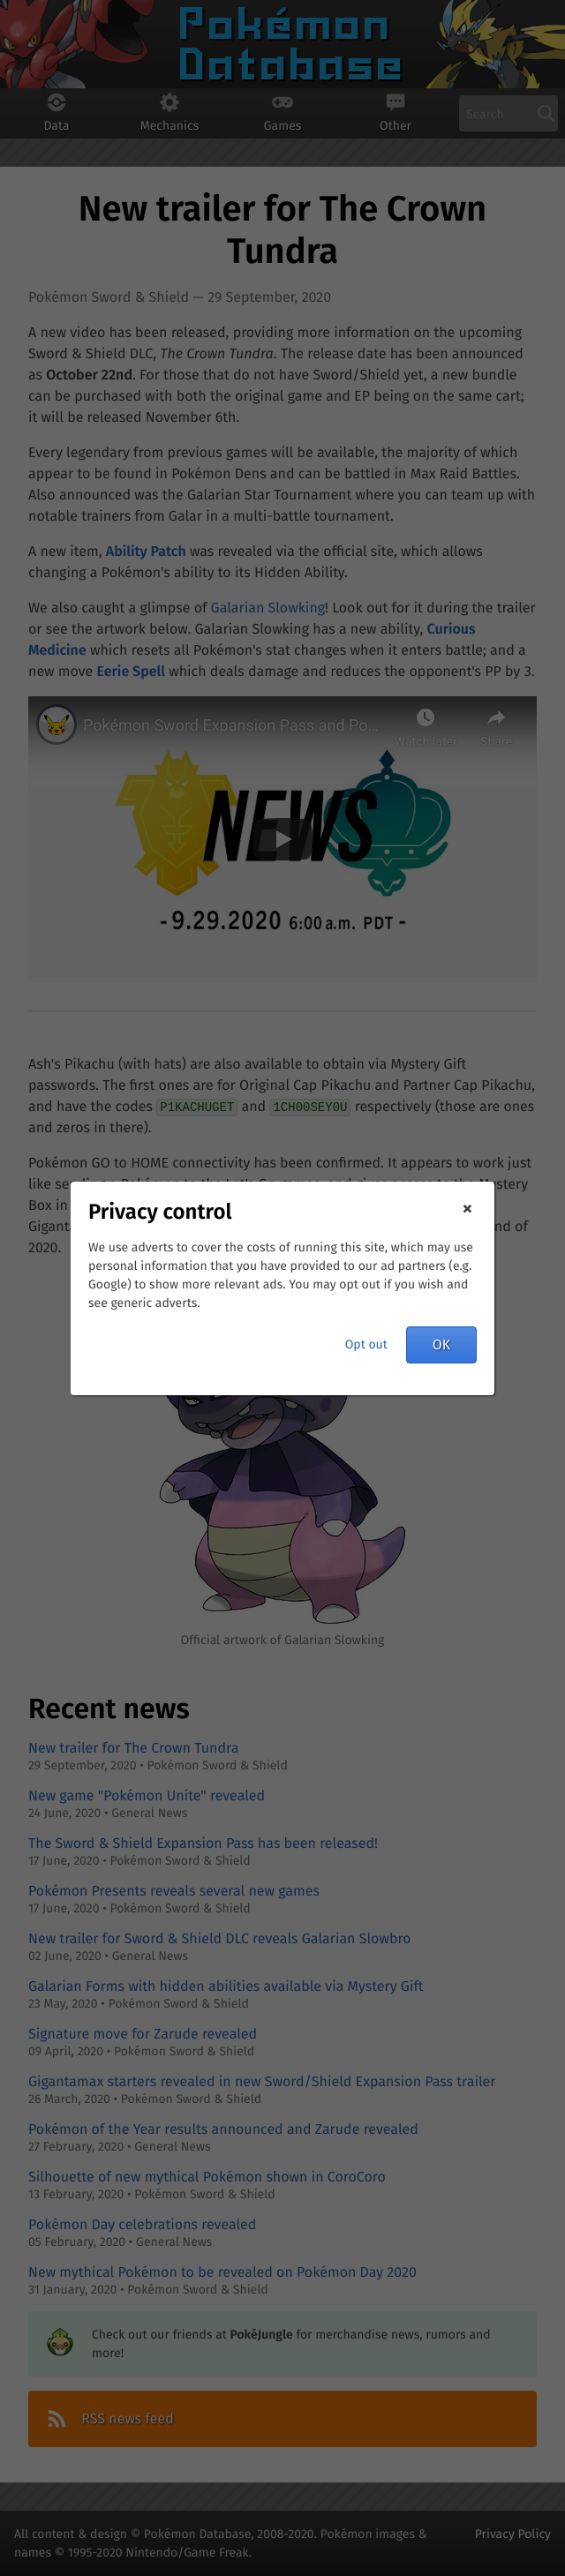 Pokémon
Database
Data
Mechanics
Games
Other
Search
New trailer for The Crown
Tundra
Pokémon Sword & Shield — 29 September, 2020
A new video has been released, providing more information on the upcoming
Sword & Shield DLC, The Crown Tundra. The release date has been announced
as October 22nd. For those that do not have Sword/Shield yet, a new bundle
can be purchased with both the original game and EP being on the same cart;
it will be released November 6th.
Every legendary from previous games will be available, the majority of which
appear to be found in Pokémon Dens and can be battled in Max Raid Battles.
Also announced was the Galarian Star Tournament where you can team up with
notable trainers from Galar in a multi-battle tournament.
A new item, Ability Patch was revealed via the official site, which allows
changing a Pokémon's ability to its Hidden Ability.
We also caught a glimpse of Galarian Slowking! Look out for it during the trailer
or see the artwork below. Galarian Slowking has a new ability, Curious
Medicine which resets all Pokémon's stat changes when it enters battle; and a
new move Eerie Spell which deals damage and reduces the opponent's PP by 3.
Pokémon Sword Expansion Pass and Po...
Watch later
Share
NEWS
- 9.29.2020 6:00 a.m. PDT -
Ash's Pikachu (with hats) are also available to obtain via Mystery Gift
passwords. The first ones are for Original Cap Pikachu and Partner Cap Pikachu,
and have the codes P1KACHUGET and 1CH00SEY0U respectively (those are ones
and zeros in there).
Pokémon GO to HOME connectivity has been confirmed. It appears to work just
Box in
Gigant
nd of
2020.
Privacy control
×
We use adverts to cover the costs of running this site, which may use
personal information that you have provided to our ad partners (e.g.
Google) to show more relevant ads. You may opt out if you wish and
see generic adverts.
Opt out
OK
Official artwork of Galarian Slowking
Recent news
New trailer for The Crown Tundra
29 September, 2020 • Pokémon Sword & Shield
New game "Pokémon Unite" revealed
24 June, 2020 • General News
The Sword & Shield Expansion Pass has been released!
17 June, 2020 • Pokémon Sword & Shield
Pokémon Presents reveals several new games
17 June, 2020 • Pokémon Sword & Shield
New trailer for Sword & Shield DLC reveals Galarian Slowbro
02 June, 2020 • General News
Galarian Forms with hidden abilities available via Mystery Gift
23 May, 2020 • Pokémon Sword & Shield
Signature move for Zarude revealed
09 April, 2020 • Pokémon Sword & Shield
Gigantamax starters revealed in new Sword/Shield Expansion Pass trailer
26 March, 2020 • Pokémon Sword & Shield
Pokémon of the Year results announced and Zarude revealed
27 February, 2020 • General News
Silhouette of new mythical Pokémon shown in CoroCoro
13 February, 2020 • Pokémon Sword & Shield
Pokémon Day celebrations revealed
05 February, 2020 • General News
New mythical Pokémon to be revealed on Pokémon Day 2020
31 January, 2020 • Pokémon Sword & Shield
Check out our friends at PokéJungle for merchandise news, rumors and
more!
RSS news feed
All content & design © Pokémon Database, 2008-2020. Pokémon images &
names © 1995-2020 Nintendo/Game Freak.
Privacy Policy